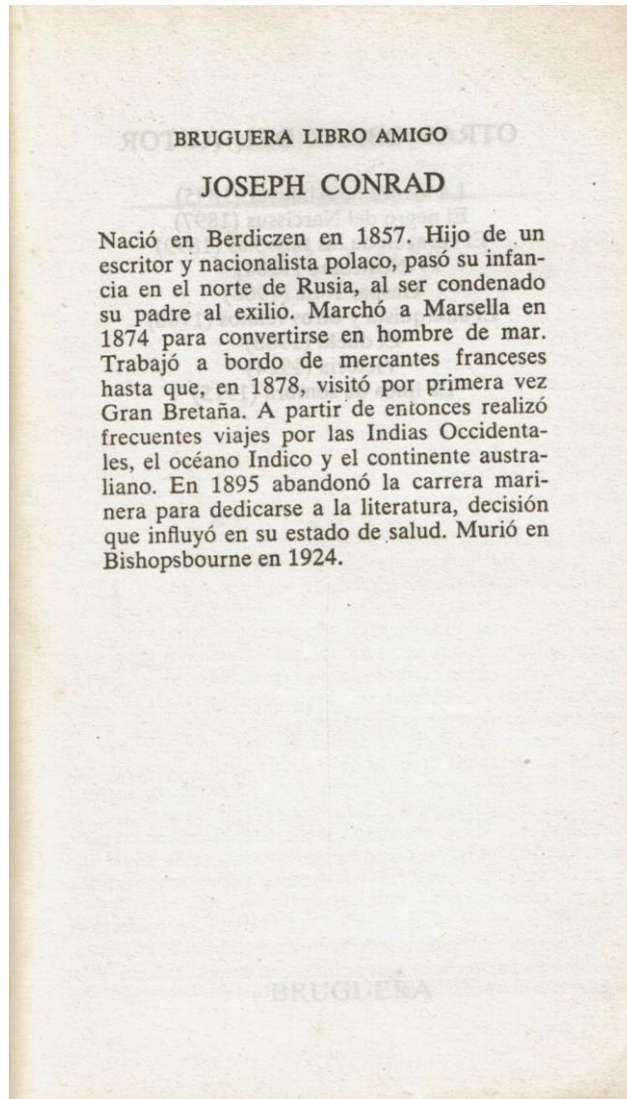 BRUGUERA LIBRO AMIGO
JOSEPH CONRAD
Nació en Berdiczen en 1857. Hijo de un
escritor y nacionalista polaco, pasó su infan-
cia en el norte de Rusia, al ser condenado
su padre al exilio. Marchó a Marsella en
1874 para convertirse en hombre de mar.
Trabajó a bordo de mercantes franceses
hasta que, en 1878, visitó por primera vez
Gran Bretaña. A partir de entonces realizó
frecuentes viajes por las Indias Occidenta-
les, el océano Indico y el continente austra-
liano. En 1895 abandonó la carrera mari-
nera para dedicarse a la literatura, decisión
que influyó en su estado de salud. Murió en
Bishopsbourne en 1924.
BRUGUERA